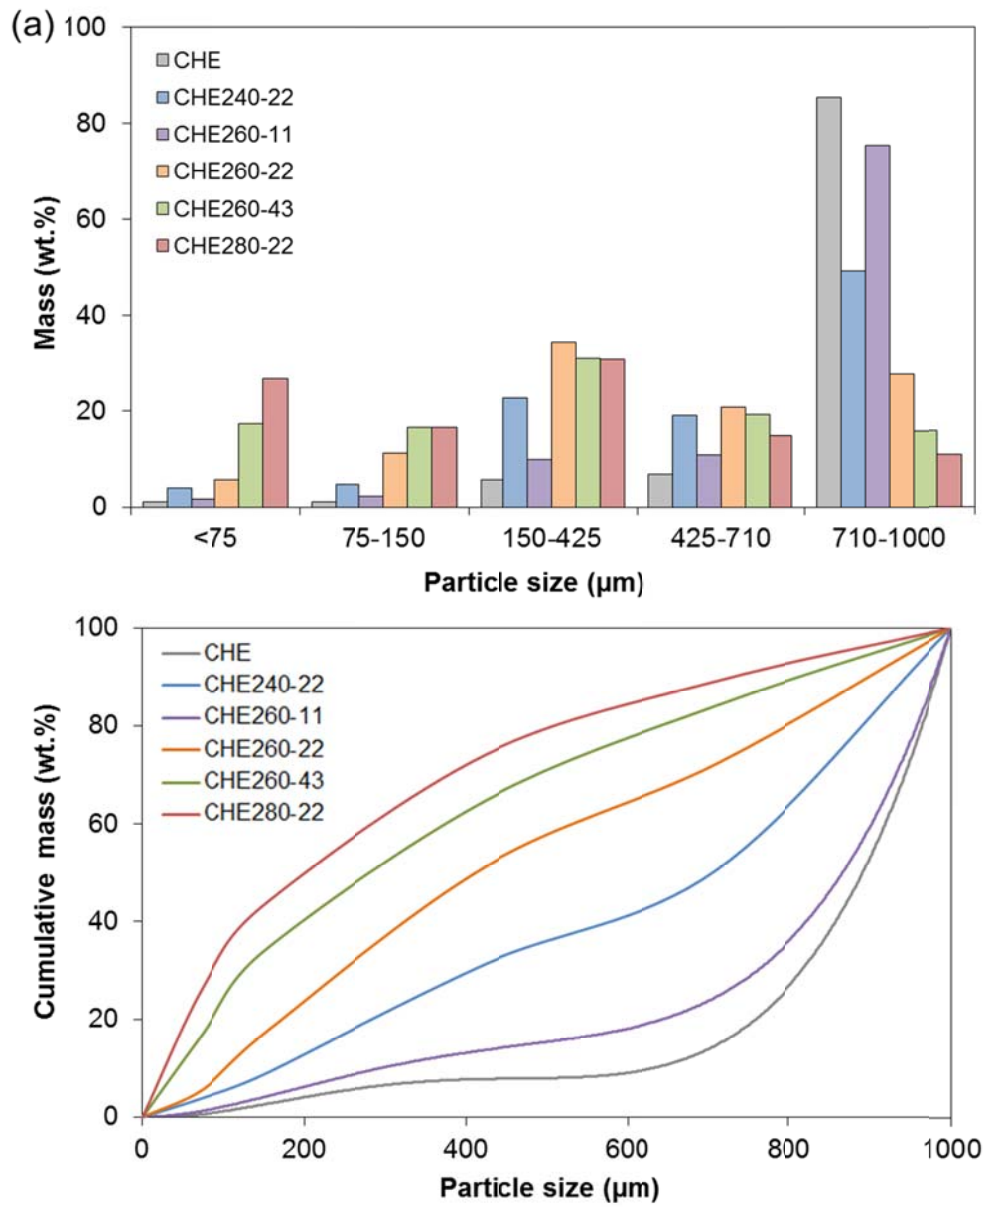 (a)
100
80
60
40
20
0
Mass (wt.%)
CHE
CHE240-22
CHE260-11
CHE260-22
CHE260-43
CHE280-22
<75 75-150 150-425 425-710 710-1000
Particle size (µm)
100
80
60
40
20
0
Cumulative mass (wt.%)
CHE
CHE240-22
CHE260-11
CHE260-22
CHE260-43
CHE280-22
0 200 400 600 800 1000
Particle size (µm)